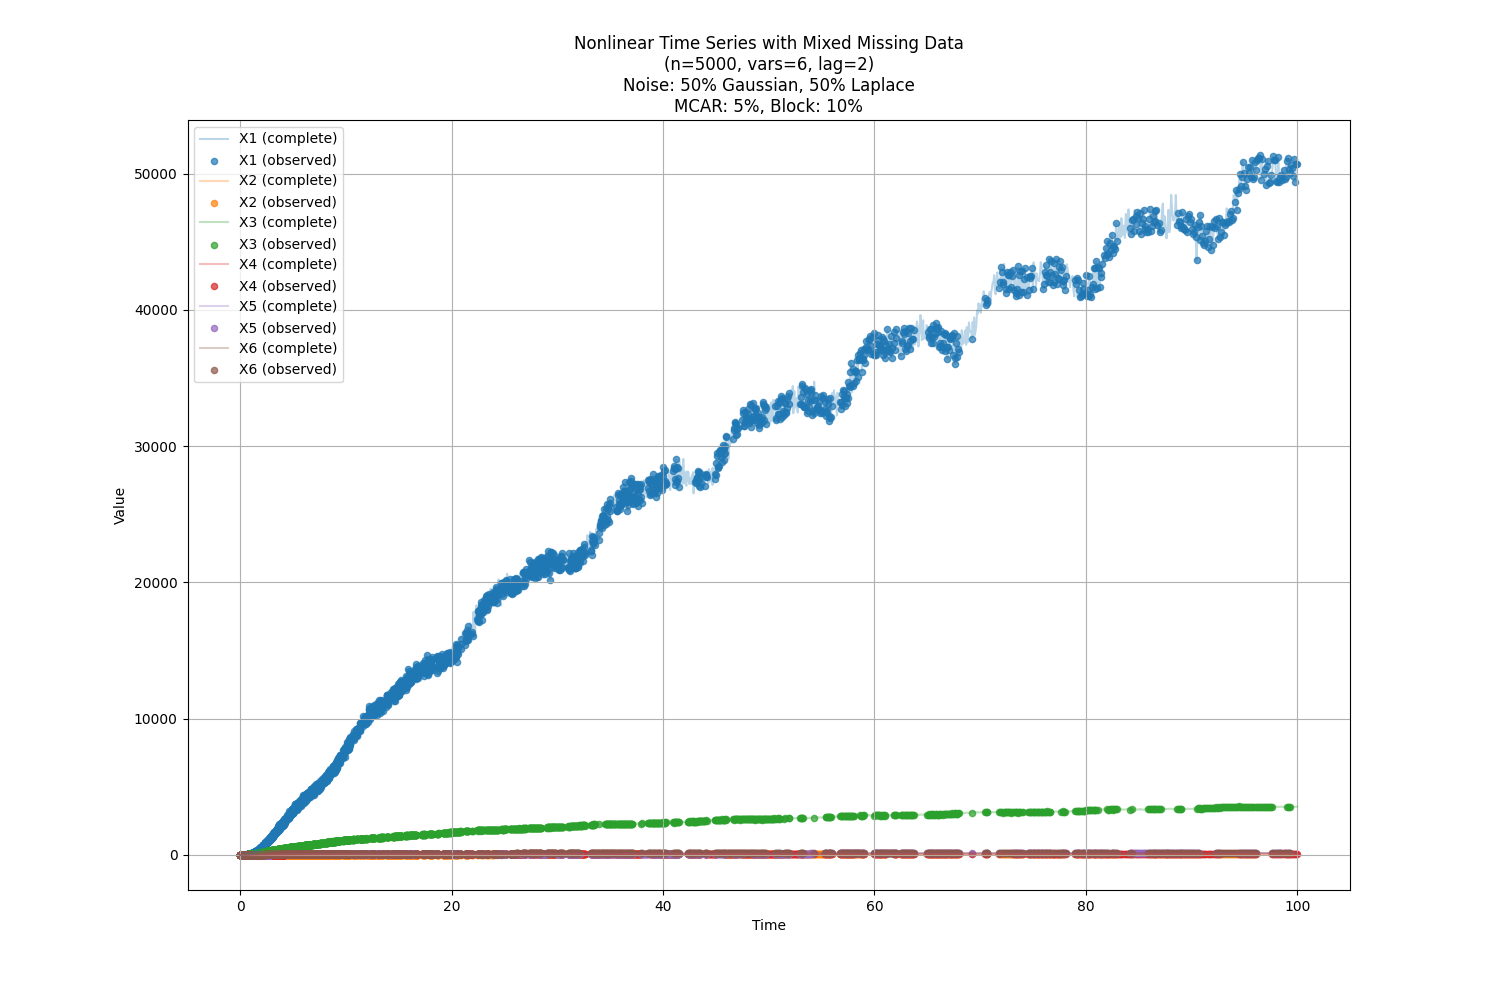 Nonlinear Time Series with Mixed Missing Data
(n=5000, vars=6, lag=2)
Noise: 50% Gaussian, 50% Laplace
MCAR: 5%, Block: 10%
X1 (complete)
X1 (observed)
X2 (complete)
X2 (observed)
X3 (complete)
X3 (observed)
X4 (complete)
X4 (observed)
X5 (complete)
X5 (observed)
X6 (complete)
X6 (observed)
50000
40000
30000
20000
10000
0
Value
0 20 40 60 80 100
Time